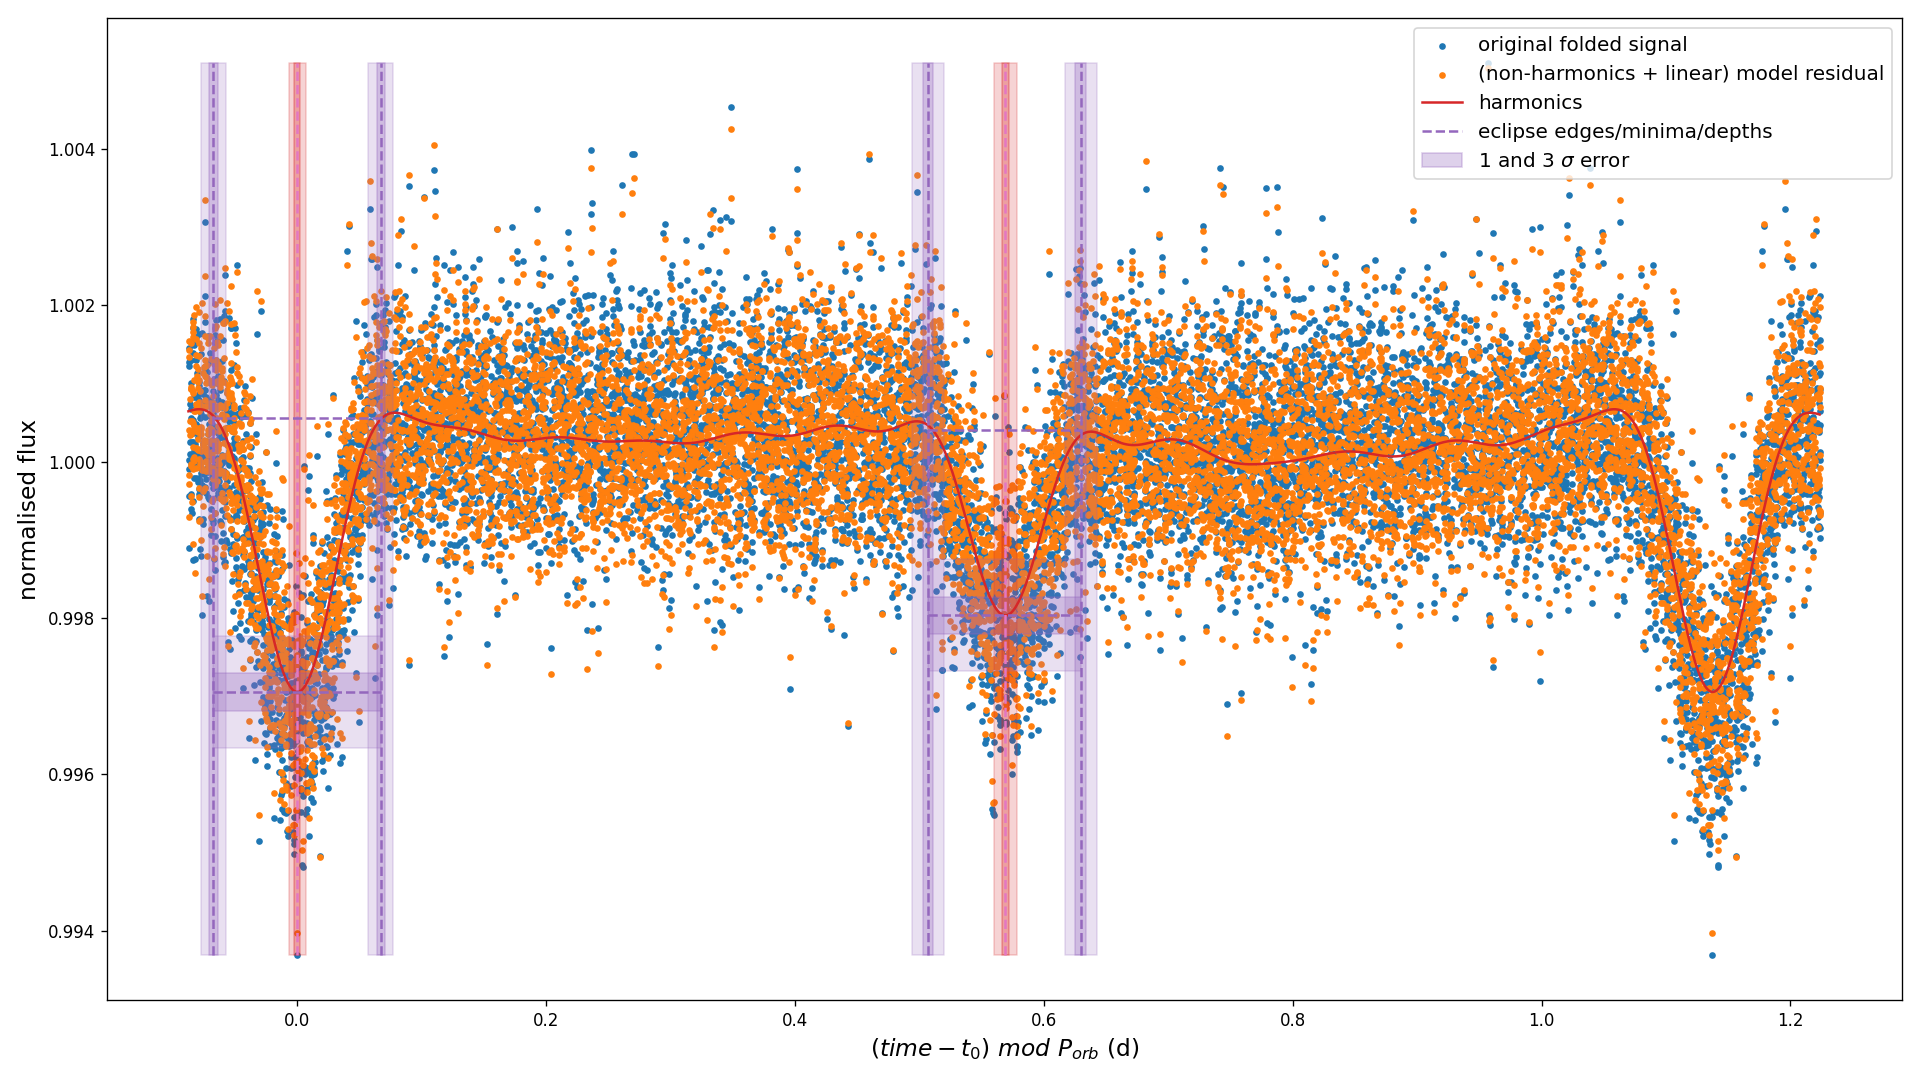 original folded signal
(non-harmonics + linear) model residual
harmonics
eclipse edges/minima/depths
1 and 3 σ error
normalised flux
1.004
1.002
1.000
0.998
0.996
0.994
0.0 0.2 0.4 0.6 0.8 1.0 1.2
(time − t₀) mod Pₒᵣb (d)